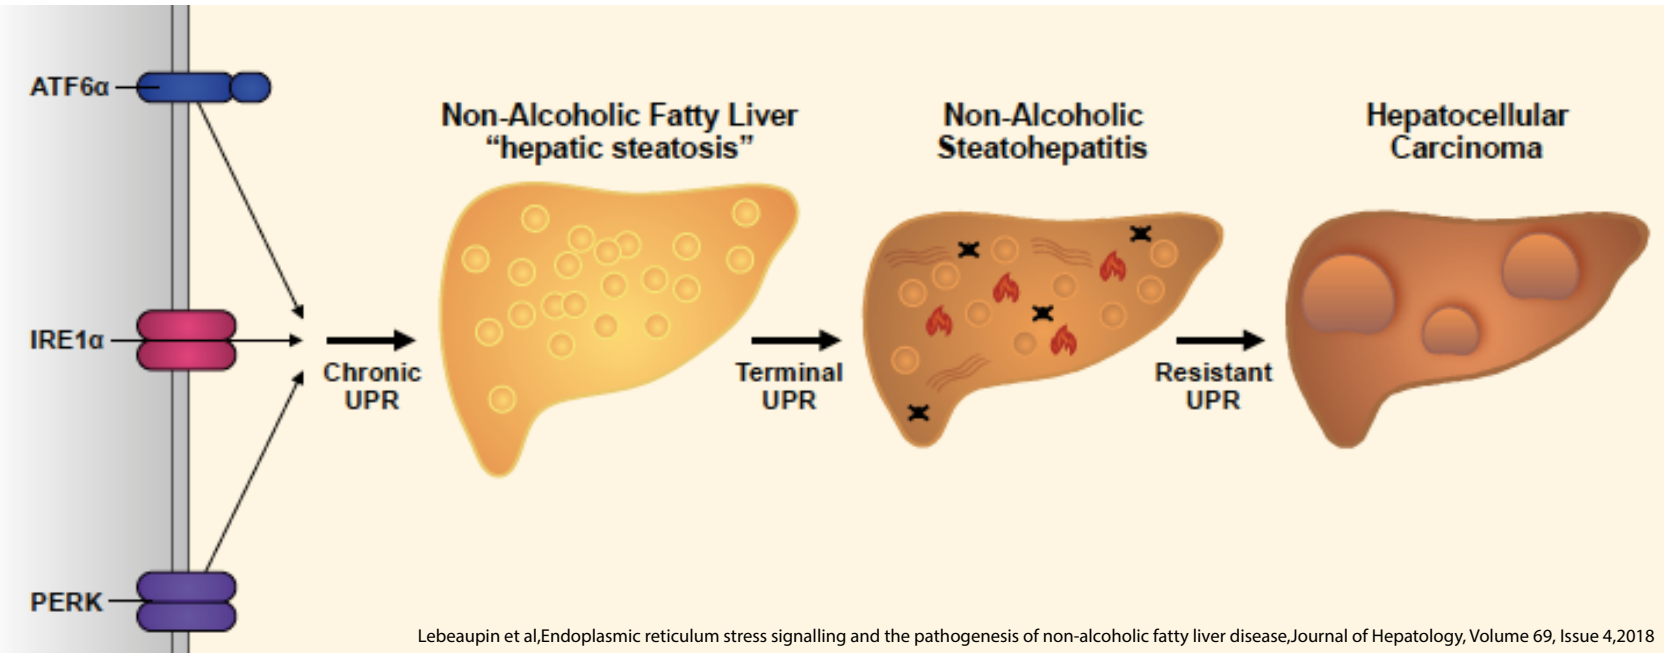 ATF6α
IRE1α
PERK
Chronic
UPR
Non-Alcoholic Fatty Liver
“hepatic steatosis”
Terminal
UPR
Non-Alcoholic
Steatohepatitis
Resistant
UPR
Hepatocellular
Carcinoma
Lebeaupin et al,Endoplasmic reticulum stress signalling and the pathogenesis of non-alcoholic fatty liver disease,Journal of Hepatology, Volume 69, Issue 4,2018